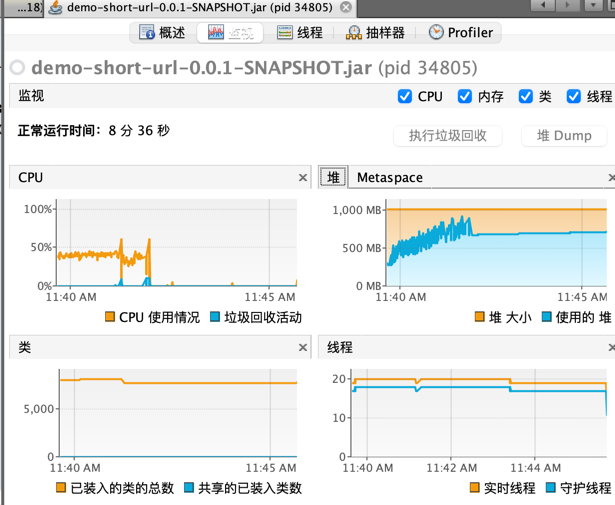 ...18) demo-short-url-0.0.1-SNAPSHOT.jar (pid 34805)
概述 监视 线程 抽样器 Profiler
demo-short-url-0.0.1-SNAPSHOT.jar (pid 34805)
监视 CPU 内存 类 线程
正常运行时间: 8 分 36 秒
执行垃圾回收 堆 Dump
CPU
100%
50%
0%
11:40 AM 11:45 AM
CPU 使用情况 垃圾回收活动
堆 Metaspace
1,000 MB
500 MB
0 MB
11:40 AM 11:45 AM
堆 大小 使用的 堆
类
5,000
0
11:40 AM 11:45 AM
已装入的类的总数 共享的已装入类数
线程
20
10
0
11:40 AM 11:42 AM 11:44 AM
实时线程 守护线程